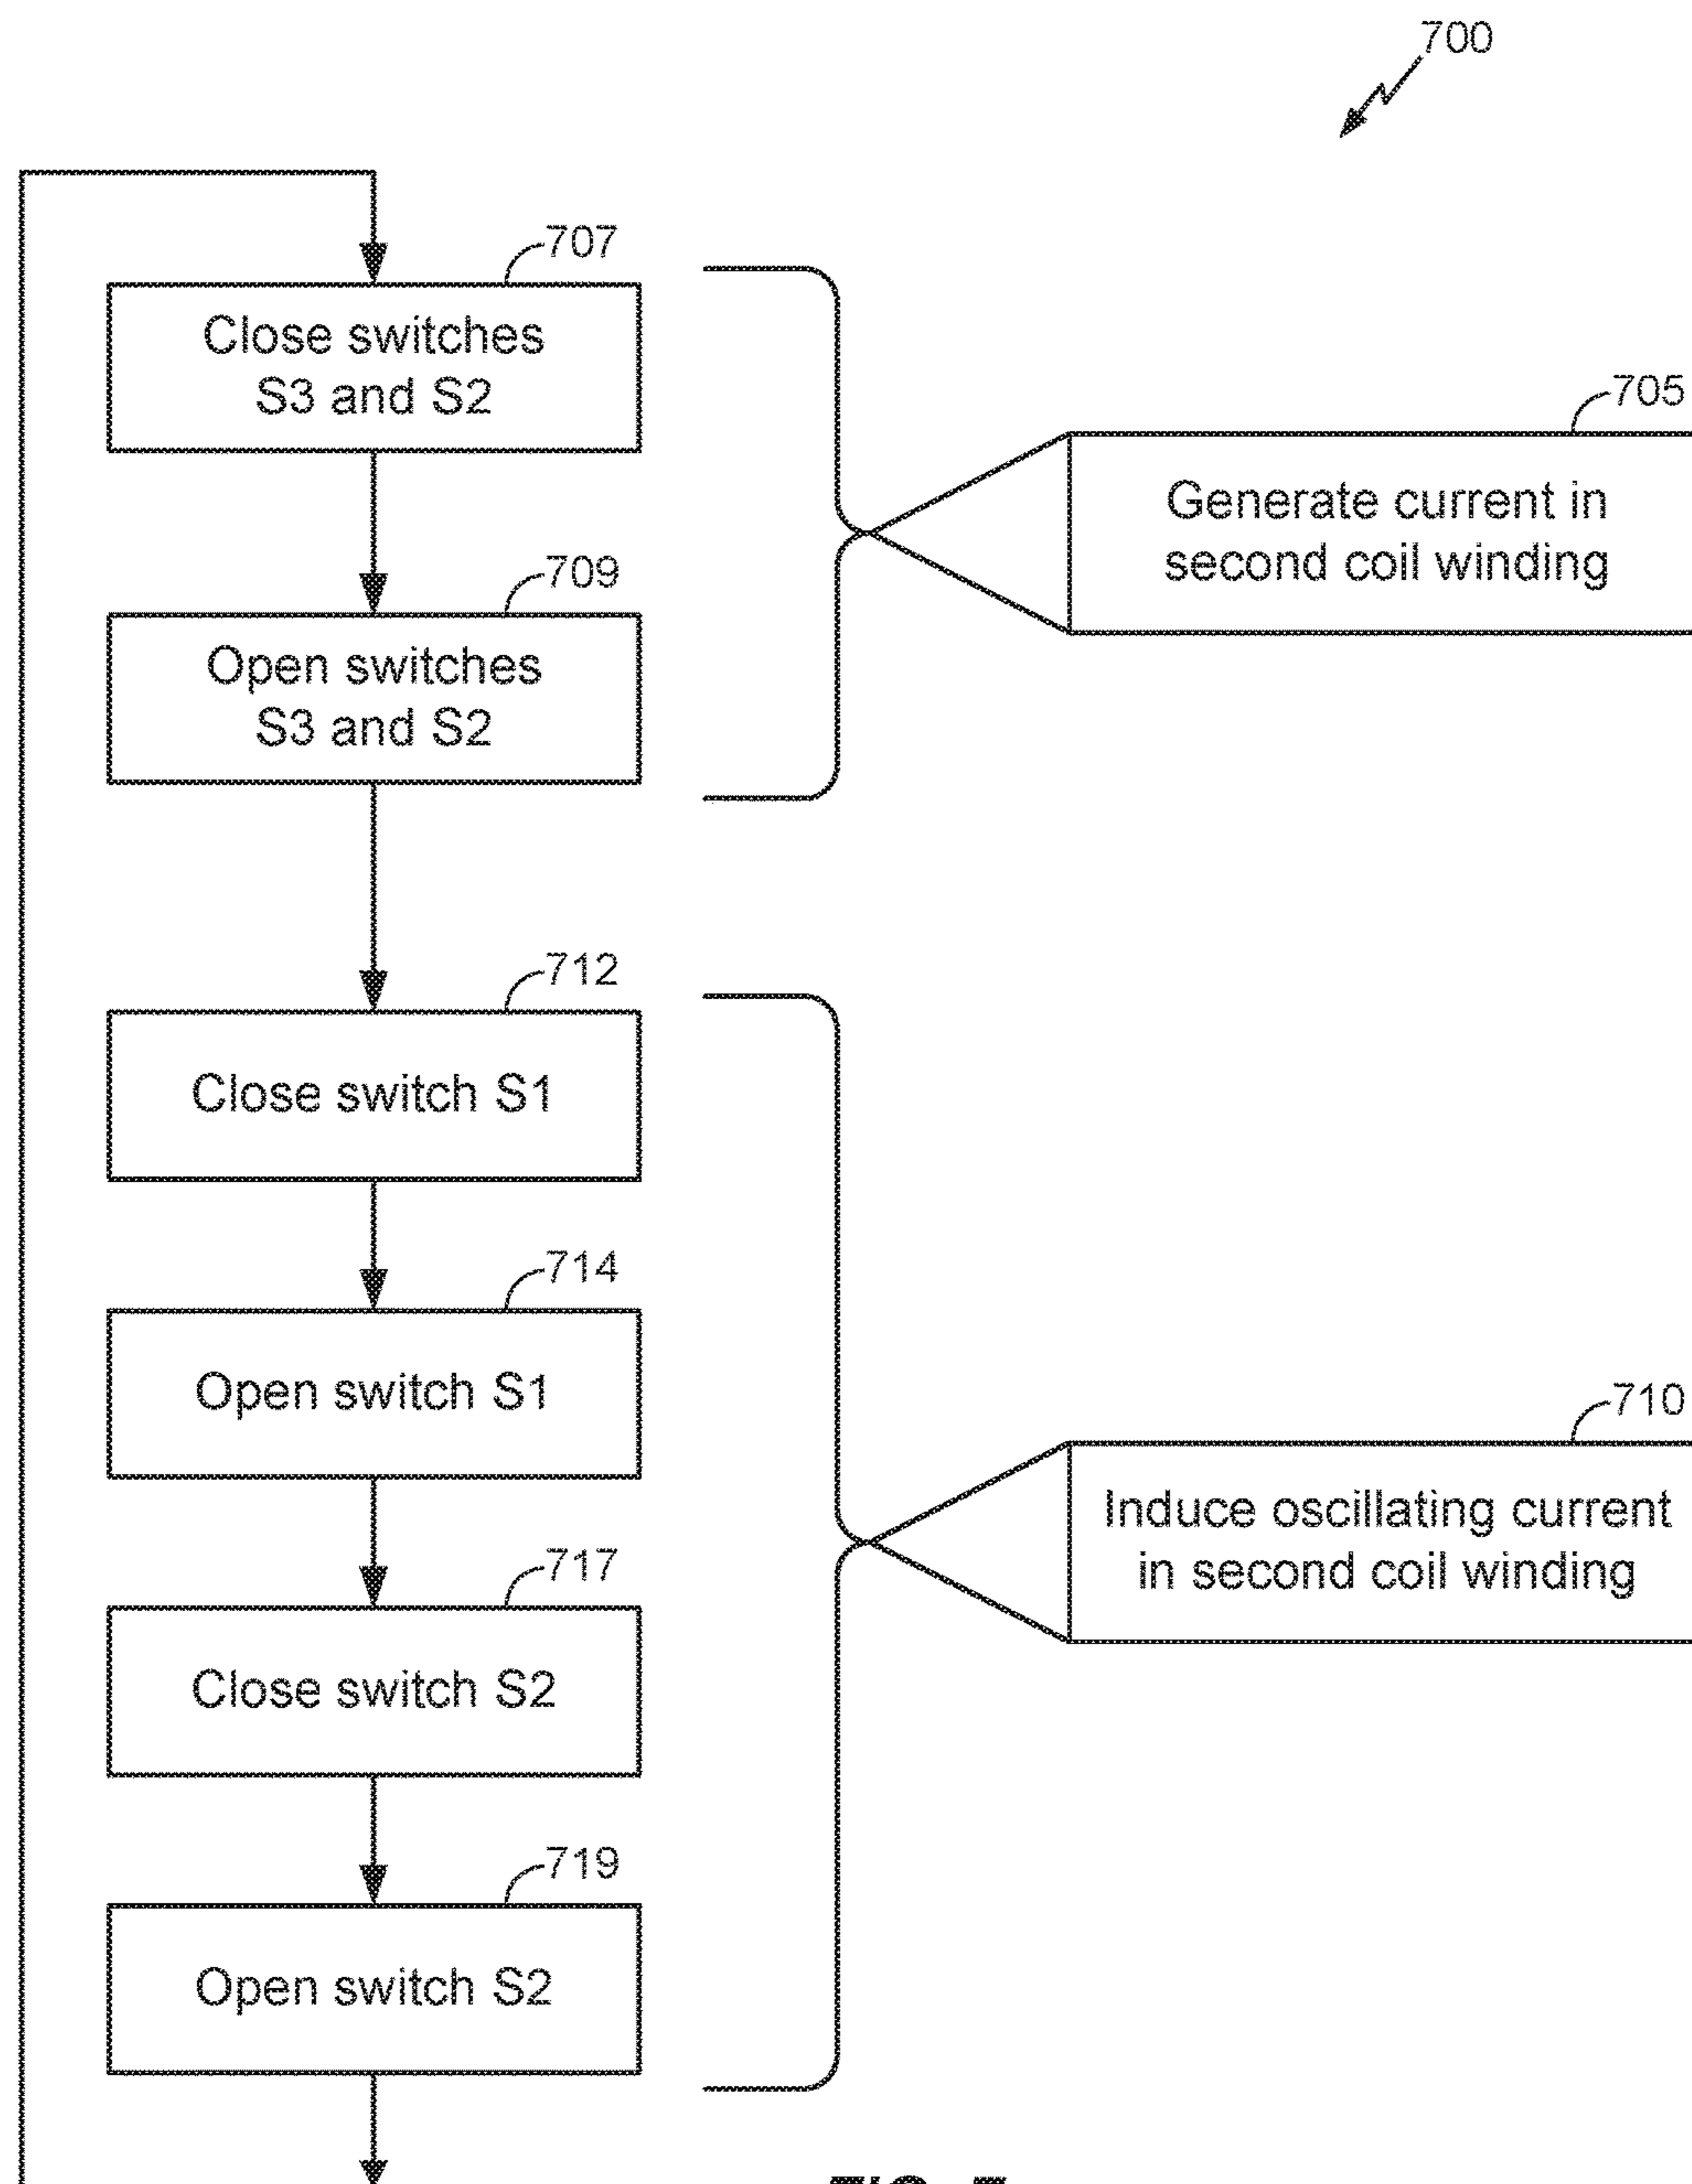 700
707
Close switches
S3 and S2
705
Generate current in
second coil winding
709
Open switches
S3 and S2
712
Close switch S1
714
Open switch S1
710
Induce oscillating current
in second coil winding
717
Close switch S2
719
Open switch S2